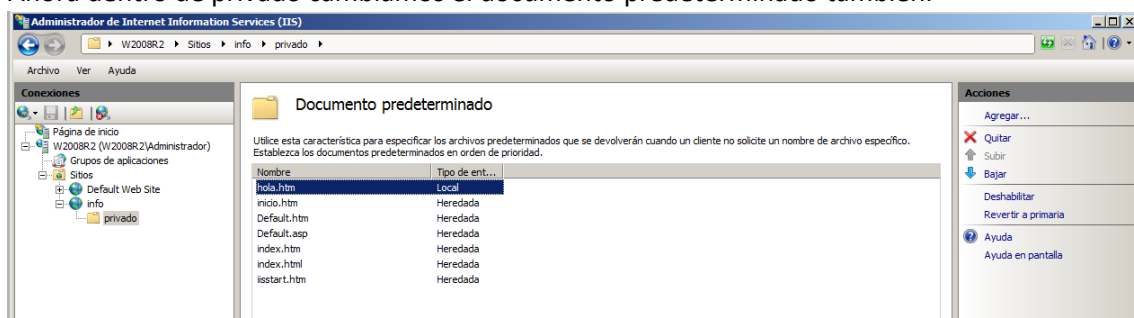 Ahora dentro de privado cambiamos el documento predeterminado también.
Administrador de Internet Information Services (IIS)
W2008R2 Sitios info privado
Archivo Ver Ayuda
Conexiones
Página de inicio
W2008R2 (W2008R2\Administrador)
Grupos de aplicaciones
Sitios
Default Web Site
info
privado
Documento predeterminado
Utilice esta característica para especificar los archivos predeterminados que se devolverán cuando un cliente no solicite un nombre de archivo específico.
Establezca los documentos predeterminados en orden de prioridad.
Nombre Tipo de ent...
hola.htm Local
inicio.htm Heredada
Default.htm Heredada
Default.asp Heredada
index.htm Heredada
index.html Heredada
iisstart.htm Heredada
Acciones
Agregar...
Quitar
Subir
Bajar
Deshabilitar
Revertir a primaria
Ayuda
Ayuda en pantalla